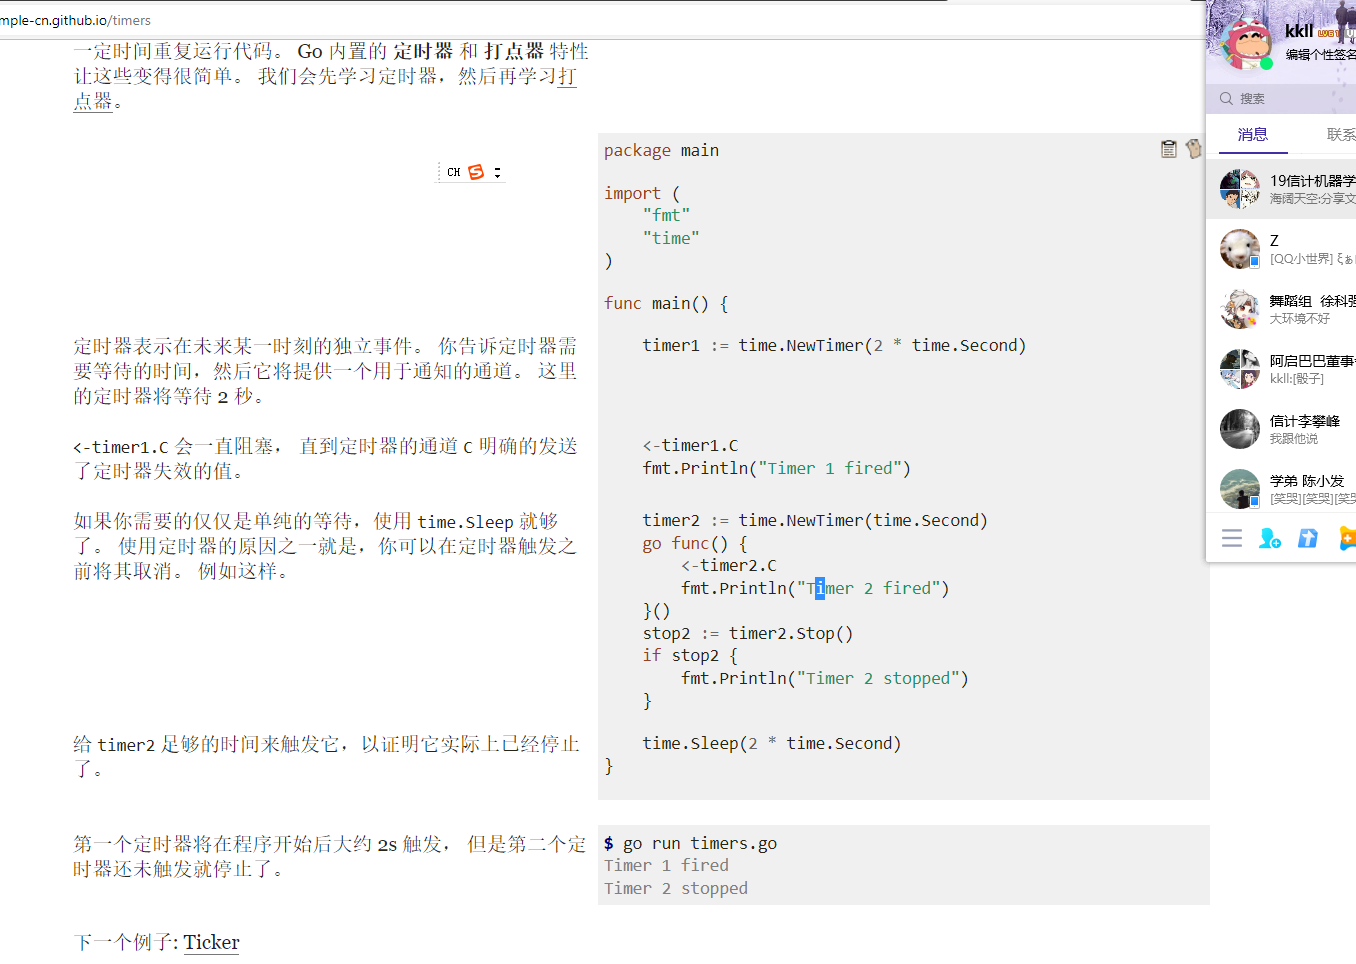 mple-cn.github.io/timers
一定时间重复运行代码。 Go 内置的 定时器 和 打点器 特性
让这些变得很简单。 我们会先学习定时器，然后再学习打
点器。
CH
package main
import (
"fmt"
"time"
)
func main() {
定时器表示在未来某一时刻的独立事件。 你告诉定时器需
要等待的时间，然后它将提供一个用于通知的通道。 这里
的定时器将等待 2 秒。
timer1 := time.NewTimer(2 * time.Second)
<-timer1.C 会一直阻塞， 直到定时器的通道 C 明确的发送
了定时器失效的值。
<-timer1.C
fmt.Println("Timer 1 fired")
如果你需要的仅仅是单纯的等待，使用 time.Sleep 就够
了。 使用定时器的原因之一就是，你可以在定时器触发之
前将其取消。 例如这样。
timer2 := time.NewTimer(time.Second)
go func() {
<-timer2.C
fmt.Println("Timer 2 fired")
}()
stop2 := timer2.Stop()
if stop2 {
fmt.Println("Timer 2 stopped")
}
给 timer2 足够的时间来触发它，以证明它实际上已经停止
了。
time.Sleep(2 * time.Second)
}
第一个定时器将在程序开始后大约 2s 触发， 但是第二个定
时器还未触发就停止了。
$ go run timers.go
Timer 1 fired
Timer 2 stopped
下一个例子: Ticker
kkll
编辑个性签名
搜索
消息
联系
19信计机器学
海阔天空:分享文
Z
[QQ小世界]
舞蹈组 徐科强
大环境不好
阿启巴巴董事
kkll:[骰子]
信计李攀峰
我跟他说
学弟 陈小发
[笑哭][笑哭][笑哭